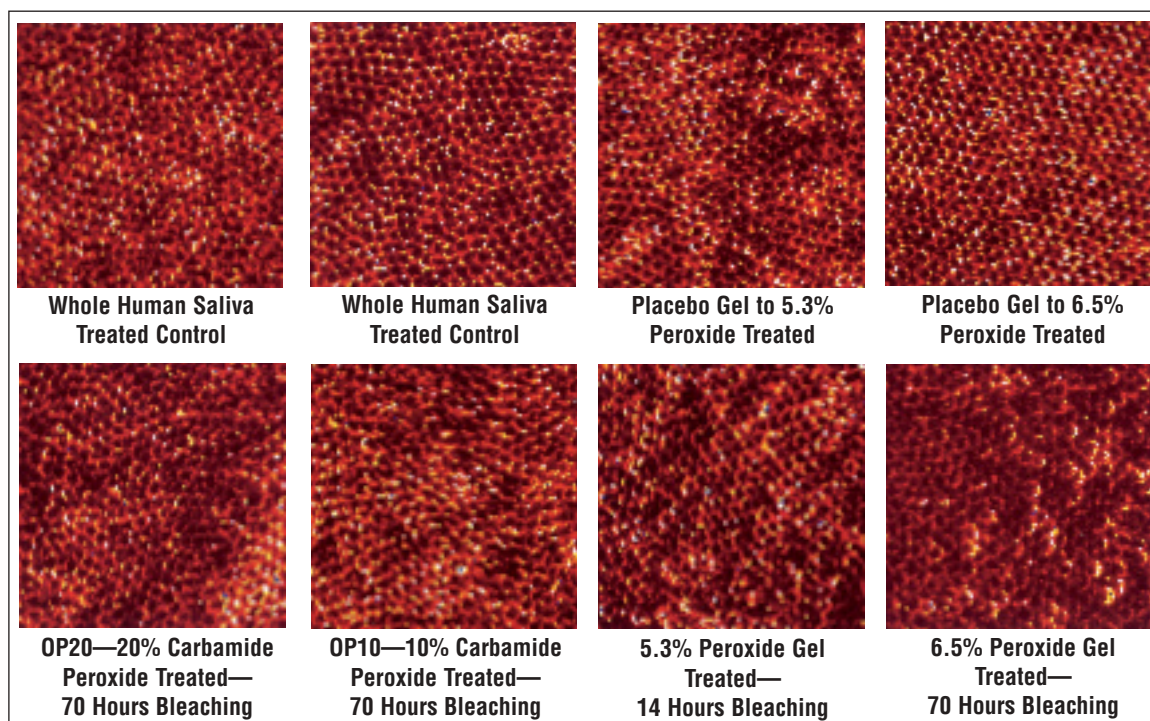 Whole Human Saliva
Treated Control
Whole Human Saliva
Treated Control
Placebo Gel to 5.3%
Peroxide Treated
Placebo Gel to 6.5%
Peroxide Treated
OP20—20% Carbamide
Peroxide Treated—
70 Hours Bleaching
OP10—10% Carbamide
Peroxide Treated—
70 Hours Bleaching
5.3% Peroxide Gel
Treated—
14 Hours Bleaching
6.5% Peroxide Gel
Treated—
70 Hours Bleaching